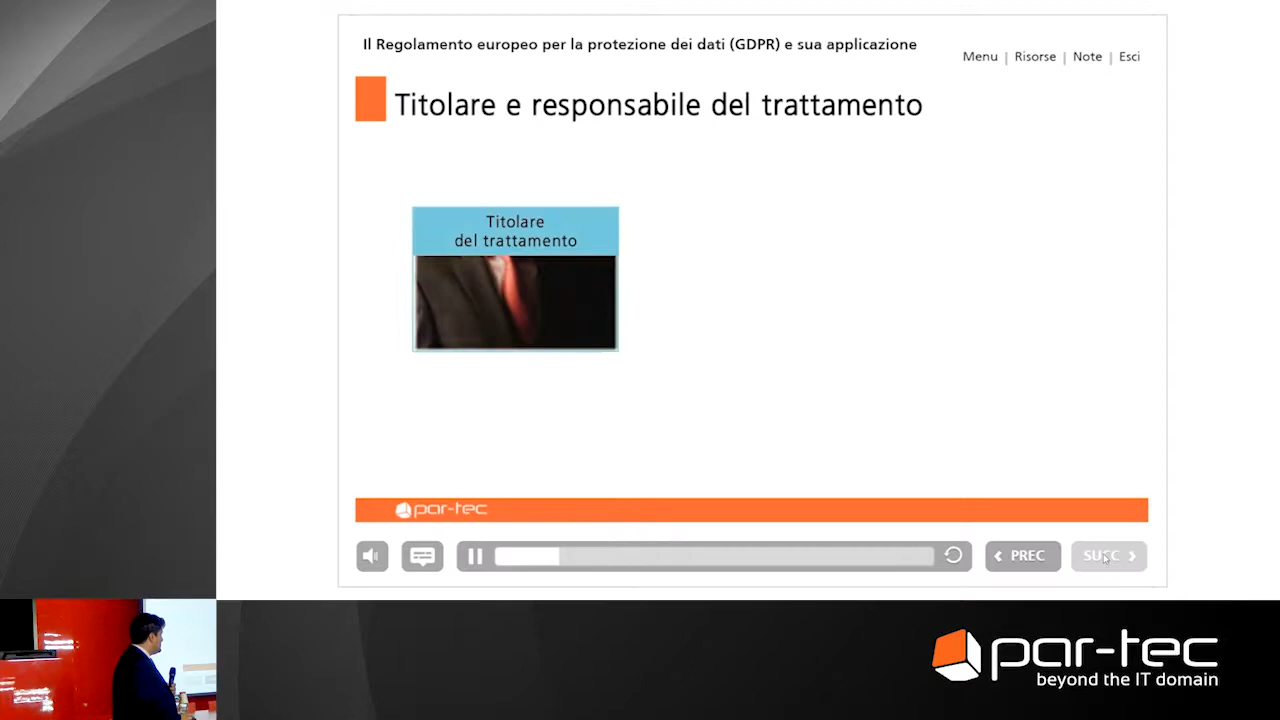 Il Regolamento europeo per la protezione dei dati (GDPR) e sua applicazione
Menu | Risorse | Note | Esci
Titolare e responsabile del trattamento
Titolare
del trattamento
par-tec
PREC
SUCC
par-tec
beyond the IT domain